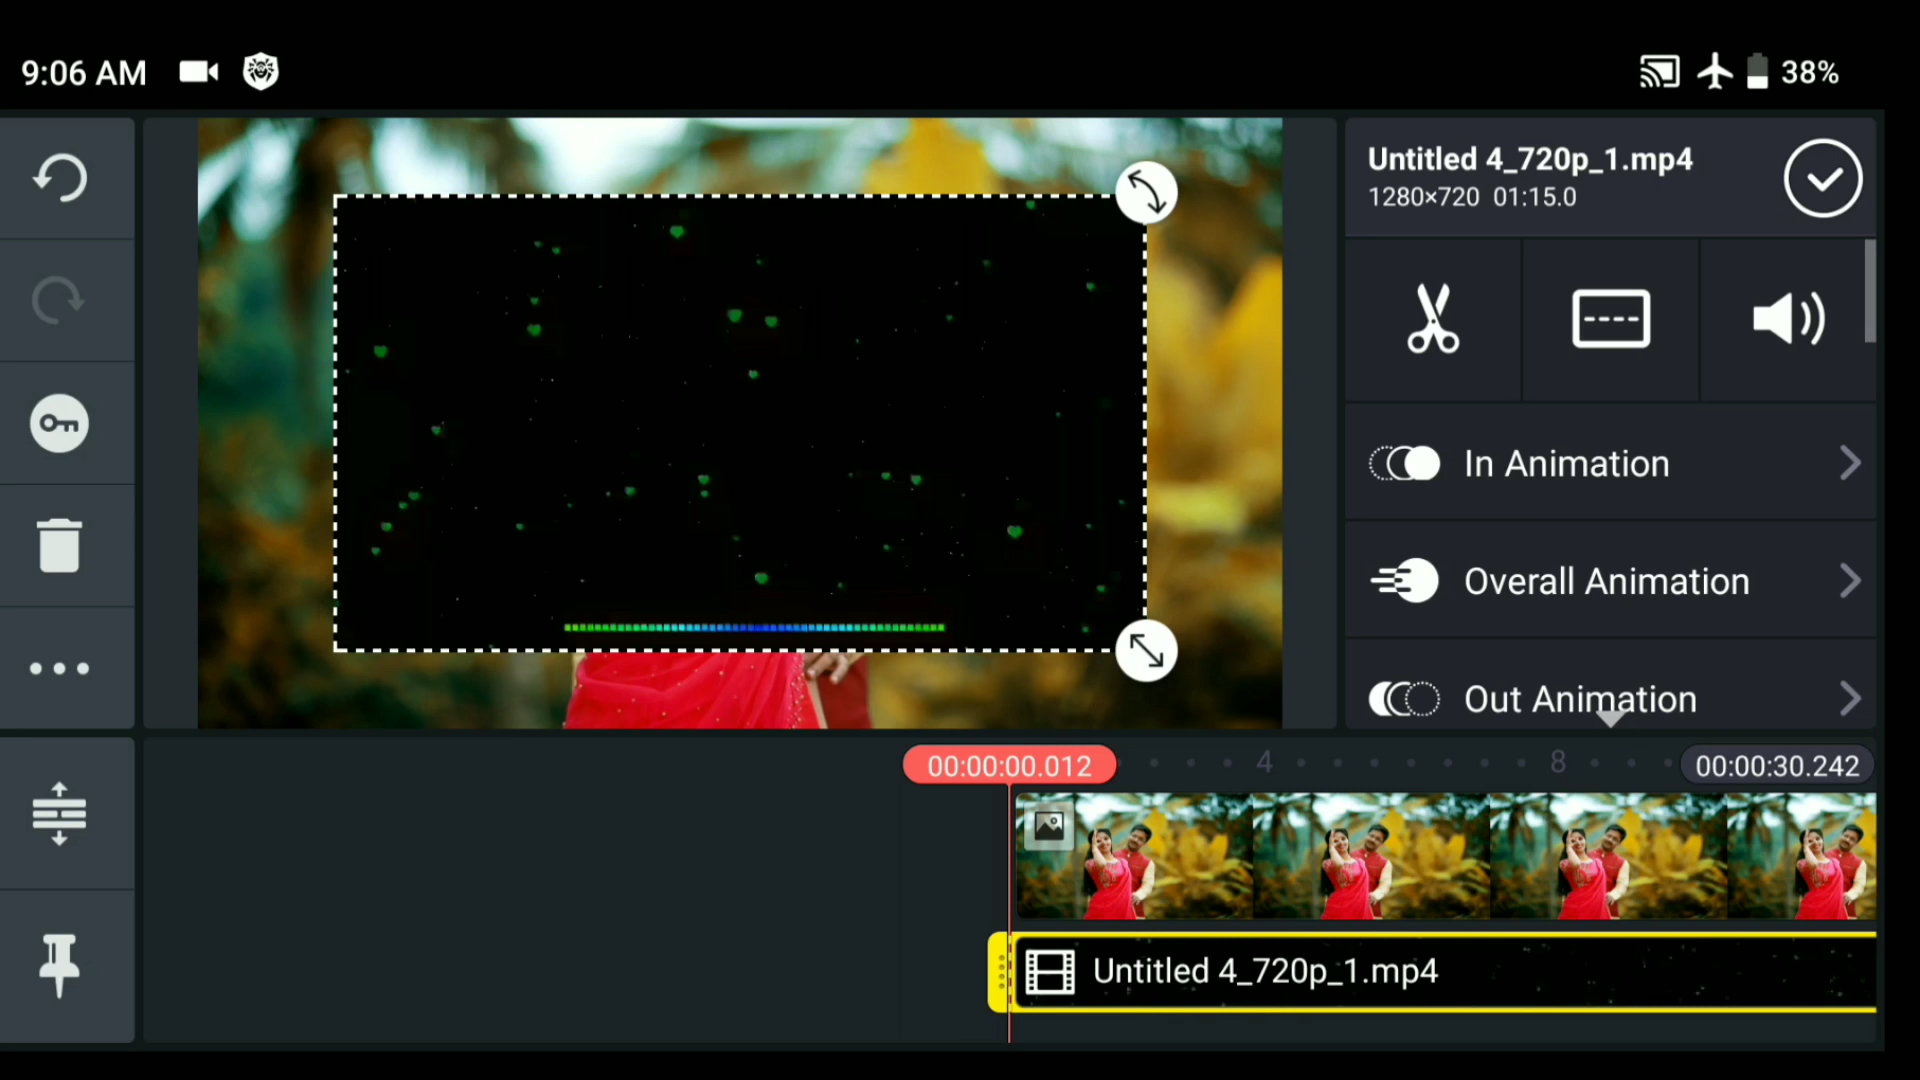 9:06 AM
38%
Untitled 4_720p_1.mp4
1280×720 01:15.0
In Animation
Overall Animation
Out Animation
00:00:00.012
4
8
00:00:30.242
Untitled 4_720p_1.mp4